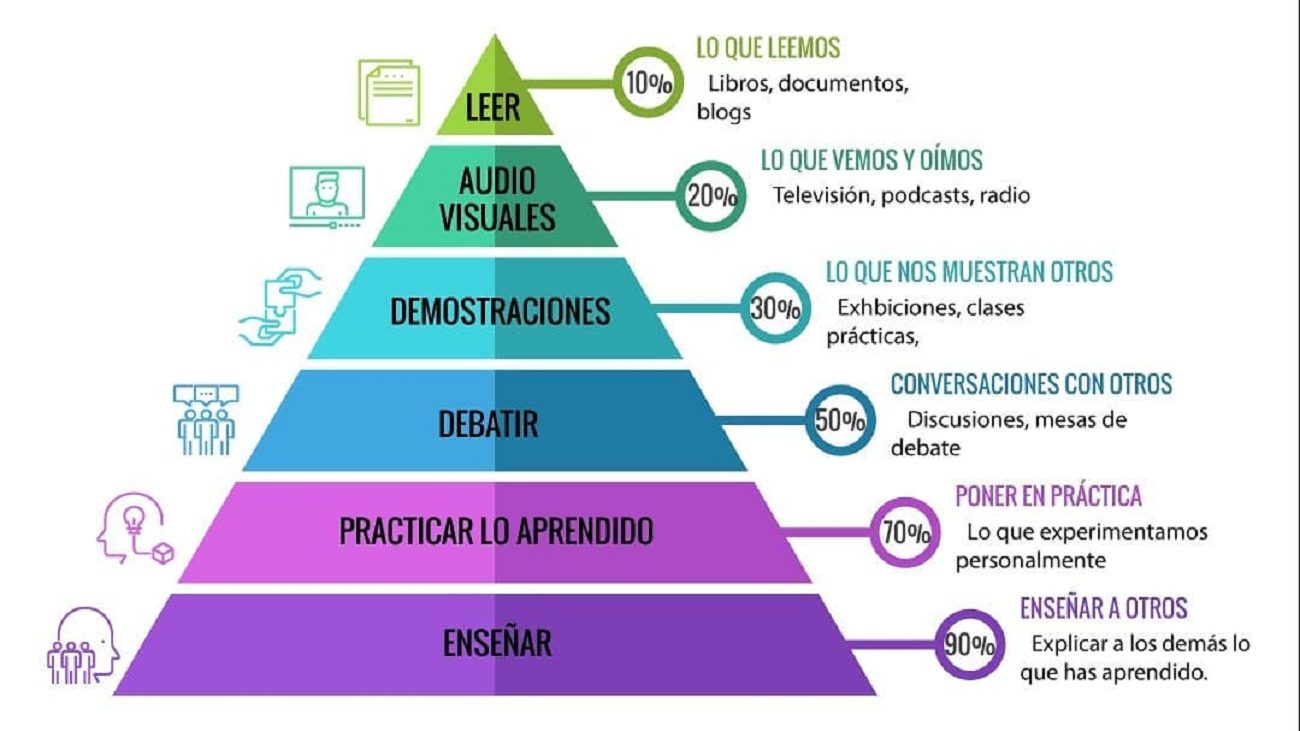 LO QUE LEEMOS
10%
Libros, documentos,
blogs
LEER
LO QUE VEMOS Y OÍMOS
20%
Televisión, podcasts, radio
AUDIO
VISUALES
LO QUE NOS MUESTRAN OTROS
30%
Exhbiciones, clases
prácticas,
DEMOSTRACIONES
CONVERSACIONES CON OTROS
50%
Discusiones, mesas de
debate
DEBATIR
PONER EN PRÁCTICA
70%
Lo que experimentamos
personalmente
PRACTICAR LO APRENDIDO
ENSEÑAR A OTROS
90%
Explicar a los demás lo
que has aprendido.
ENSEÑAR